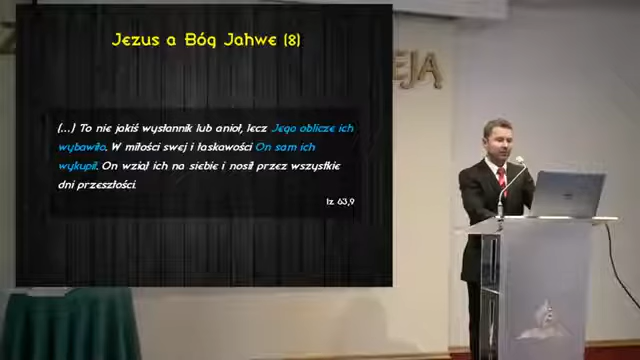 Jezus a Bóg Jahwe (8)
EJĄ
(...) To nie jakiś wysłannik lub anioł, lecz Jego oblicze ich
wybawiło. W miłości swej i łaskawości On sam ich
wykupił. On wziął ich na siebie i nosił przez wszystkie
dni przeszłości.
Iz 63,9